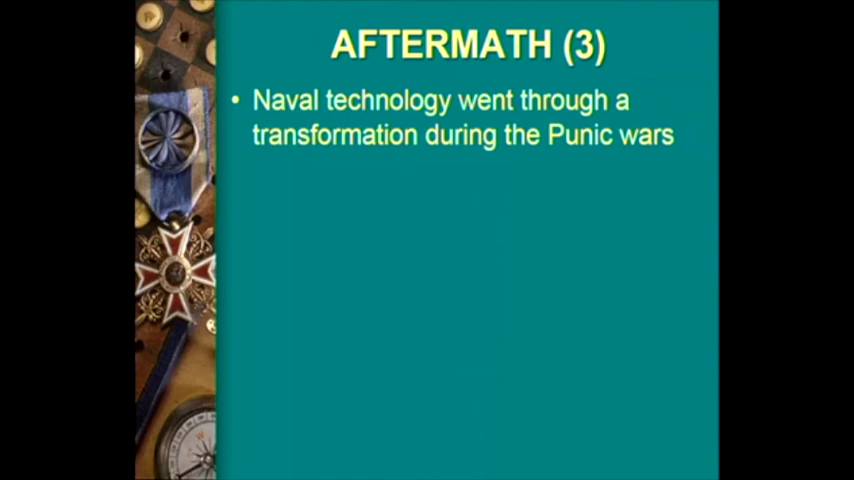 AFTERMATH (3)
• Naval technology went through a
transformation during the Punic wars